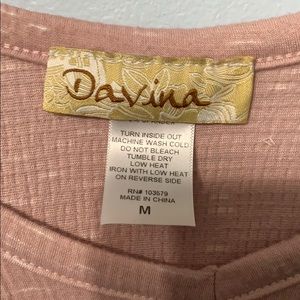 Davina
TURN INSIDE OUT
MACHINE WASH COLD
DO NOT BLEACH
TUMBLE DRY
LOW HEAT
IRON WITH LOW HEAT
ON REVERSE SIDE
RN# 103579
MADE IN CHINA
M